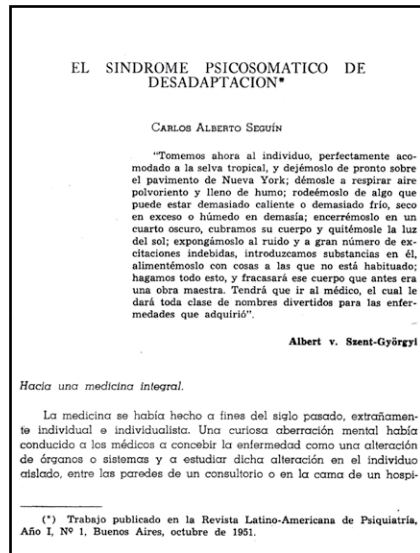 EL SINDROME PSICOSOMATICO DE
DESADAPTACION*
CARLOS ALBERTO SEGUÍN
"Tomemos ahora al individuo, perfectamente aco-
modado a la selva tropical, y dejémoslo de pronto sobre
el pavimento de Nueva York; démosle a respirar aire
polvoriento y lleno de humo; rodeémoslo de algo que
puede estar demasiado caliente o demasiado frío, seco
en exceso o húmedo en demasía; encerrémoslo en un
cuarto oscuro, cubramos su cuerpo y quitémosle la luz
del sol; expongámoslo al ruido y a gran número de ex-
citaciones indebidas, introduzcamos substancias en él,
alimentémoslo con cosas a las que no está habituado;
hagamos todo esto, y fracasará ese cuerpo que antes era
una obra maestra. Tendrá que ir al médico, el cual le
dará toda clase de nombres divertidos para las enfer-
medades que adquirió".
Albert v. Szent-Györgyi
Hacia una medicina integral.
La medicina se había hecho a fines del siglo pasado, extrañamen-
te individual e individualista. Una curiosa aberración mental había
conducido a los médicos a concebir la enfermedad como una alteración
de órganos o sistemas y a estudiar dicha alteración en el individuo
aislado, entre las paredes de un consultorio o en la cama de un hospi-
(*) Trabajo publicado en la Revista Latino-Americana de Psiquiatría,
Año I, Nº 1, Buenos Aires, octubre de 1951.